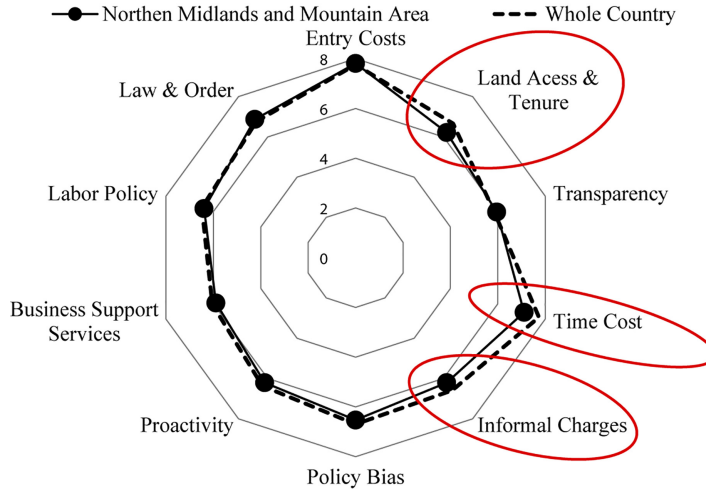 Northen Midlands and Mountain Area
Whole Country
Entry Costs
Law & Order
Land Acess &
Tenure
Labor Policy
Transparency
Business Support
Services
Time Cost
Proactivity
Informal Charges
Policy Bias
8
6
4
2
0